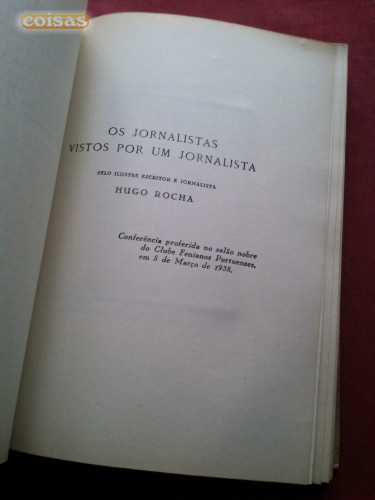 coisas
OS JORNALISTAS
VISTOS POR UM JORNALISTA
PELO ILUSTRE ESCRITOR E JORNALISTA
HUGO ROCHA
Conferência proferida no salão nobre
do Clube Fenianos Portuenses,
em 5 de Março de 1938.